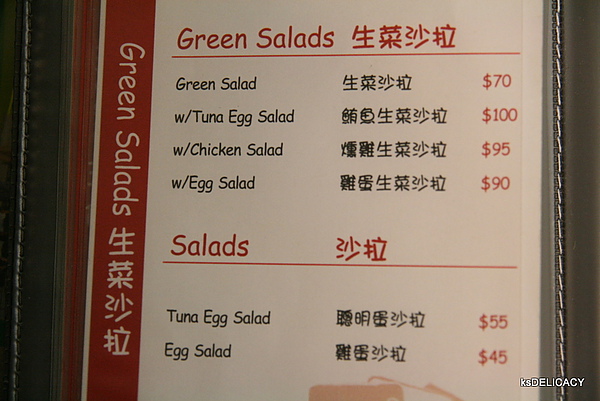 Green Salads 生菜沙拉
Green Salads 生菜沙拉
Green Salad 生菜沙拉 $70
w/Tuna Egg Salad 鮪魚生菜沙拉 $100
w/Chicken Salad 燻雞生菜沙拉 $95
w/Egg Salad 雞蛋生菜沙拉 $90
Salads 沙拉
Tuna Egg Salad 聰明蛋沙拉 $55
Egg Salad 雞蛋沙拉 $45
ksDELICACY